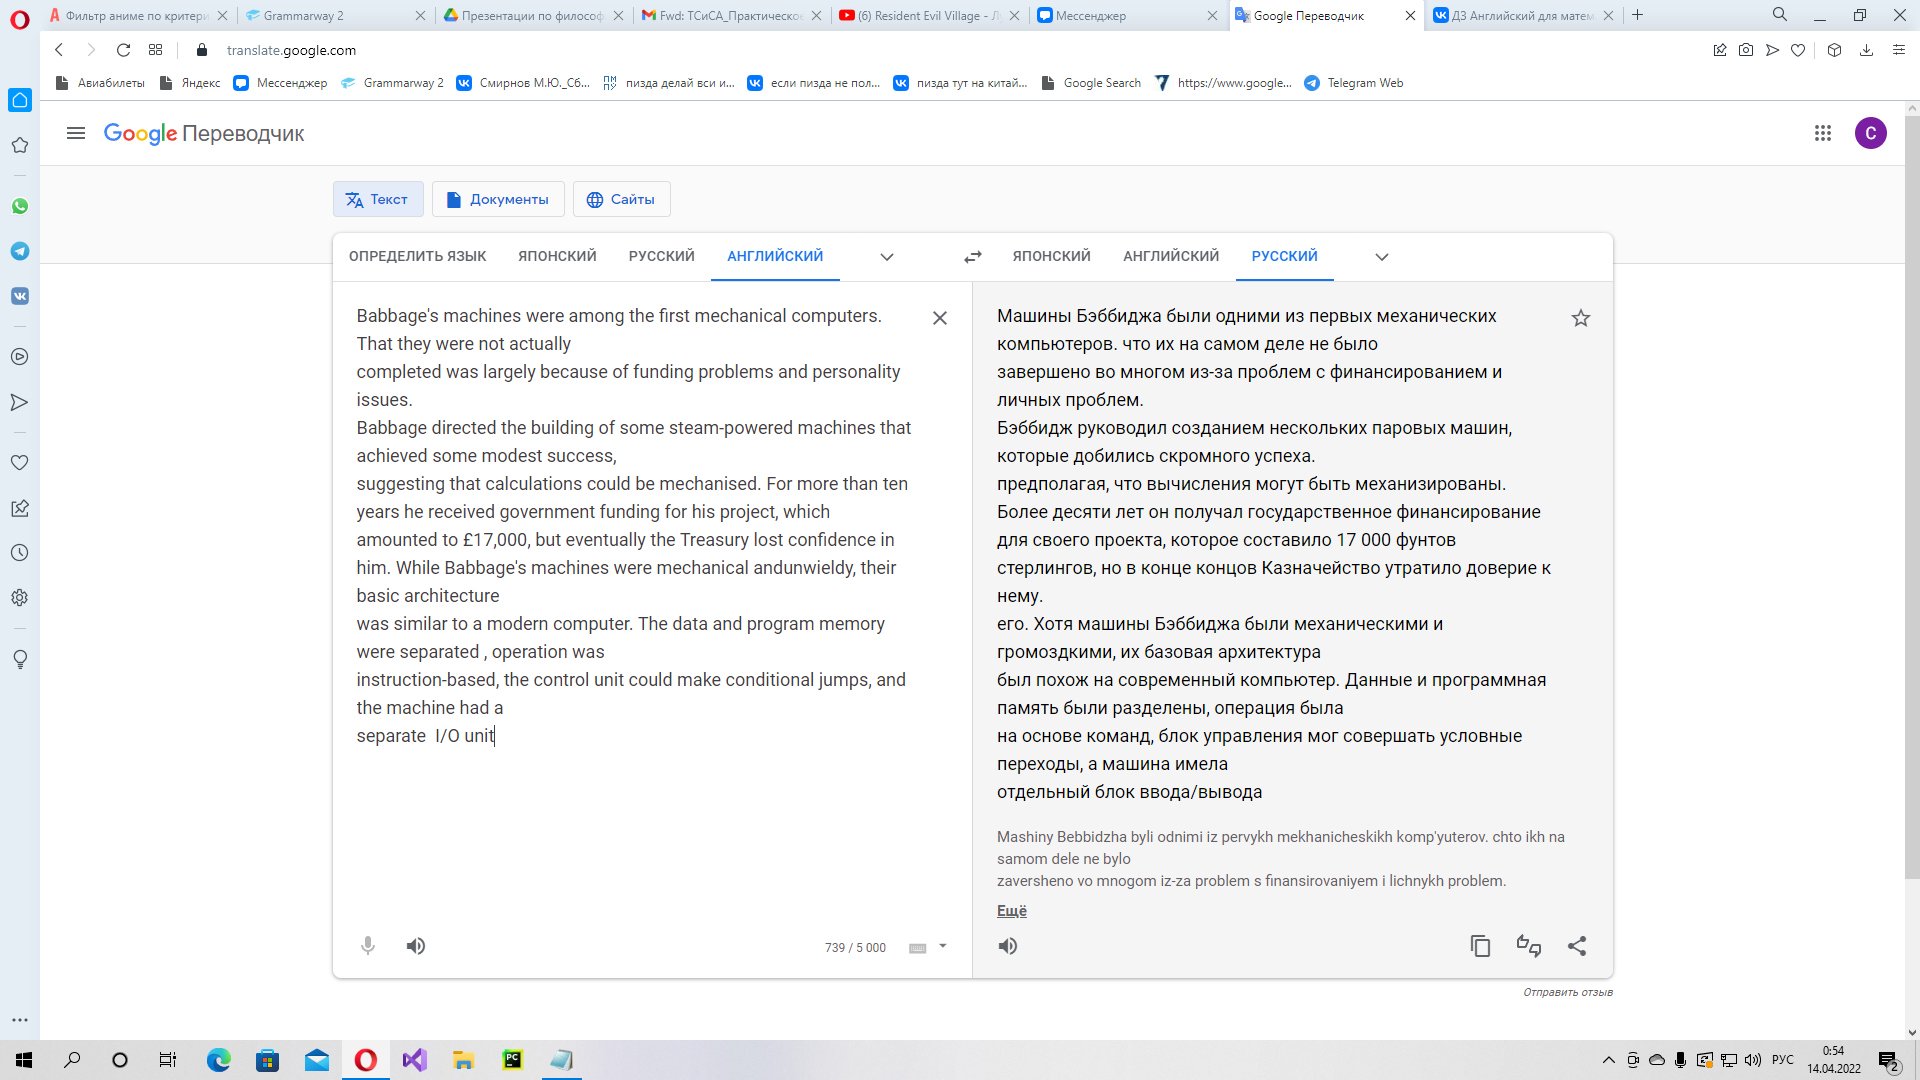 Фильтр аниме по критери
Grammarway 2
Презентации по философ
Fwd: ТСиСА_Практическо
(6) Resident Evil Village - Л
Мессенджер
Google Переводчик
ДЗ Английский для матем
translate.google.com
Авиабилеты
Яндекс
Мессенджер
Grammarway 2
Смирнов М.Ю._Сб...
пизда делай вси и...
если пизда не пол...
пизда тут на китай...
Google Search
https://www.google...
Telegram Web
Google Переводчик
C
Текст
Документы
Сайты
ОПРЕДЕЛИТЬ ЯЗЫК
ЯПОНСКИЙ
РУССКИЙ
АНГЛИЙСКИЙ
ЯПОНСКИЙ
АНГЛИЙСКИЙ
РУССКИЙ
Babbage's machines were among the first mechanical computers.
That they were not actually
completed was largely because of funding problems and personality
issues.
Babbage directed the building of some steam-powered machines that
achieved some modest success,
suggesting that calculations could be mechanised. For more than ten
years he received government funding for his project, which
amounted to £17,000, but eventually the Treasury lost confidence in
him. While Babbage's machines were mechanical andunwieldy, their
basic architecture
was similar to a modern computer. The data and program memory
were separated , operation was
instruction-based, the control unit could make conditional jumps, and
the machine had a
separate  I/O unit
739 / 5 000
Машины Бэббиджа были одними из первых механических
компьютеров. что их на самом деле не было
завершено во многом из-за проблем с финансированием и
личных проблем.
Бэббидж руководил созданием нескольких паровых машин,
которые добились скромного успеха.
предполагая, что вычисления могут быть механизированы.
Более десяти лет он получал государственное финансирование
для своего проекта, которое составило 17 000 фунтов
стерлингов, но в конце концов Казначейство утратило доверие к
нему.
его. Хотя машины Бэббиджа были механическими и
громоздкими, их базовая архитектура
был похож на современный компьютер. Данные и программная
память были разделены, операция была
на основе команд, блок управления мог совершать условные
переходы, а машина имела
отдельный блок ввода/вывода
Mashiny Bebbidzha byli odnimi iz pervykh mekhanicheskikh komp'yuterov. chto ikh na
samom dele ne bylo
zaversheno vo mnogom iz-za problem s finansirovaniyem i lichnykh problem.
Ещё
Отправить отзыв
РУС
0:54
14.04.2022
2